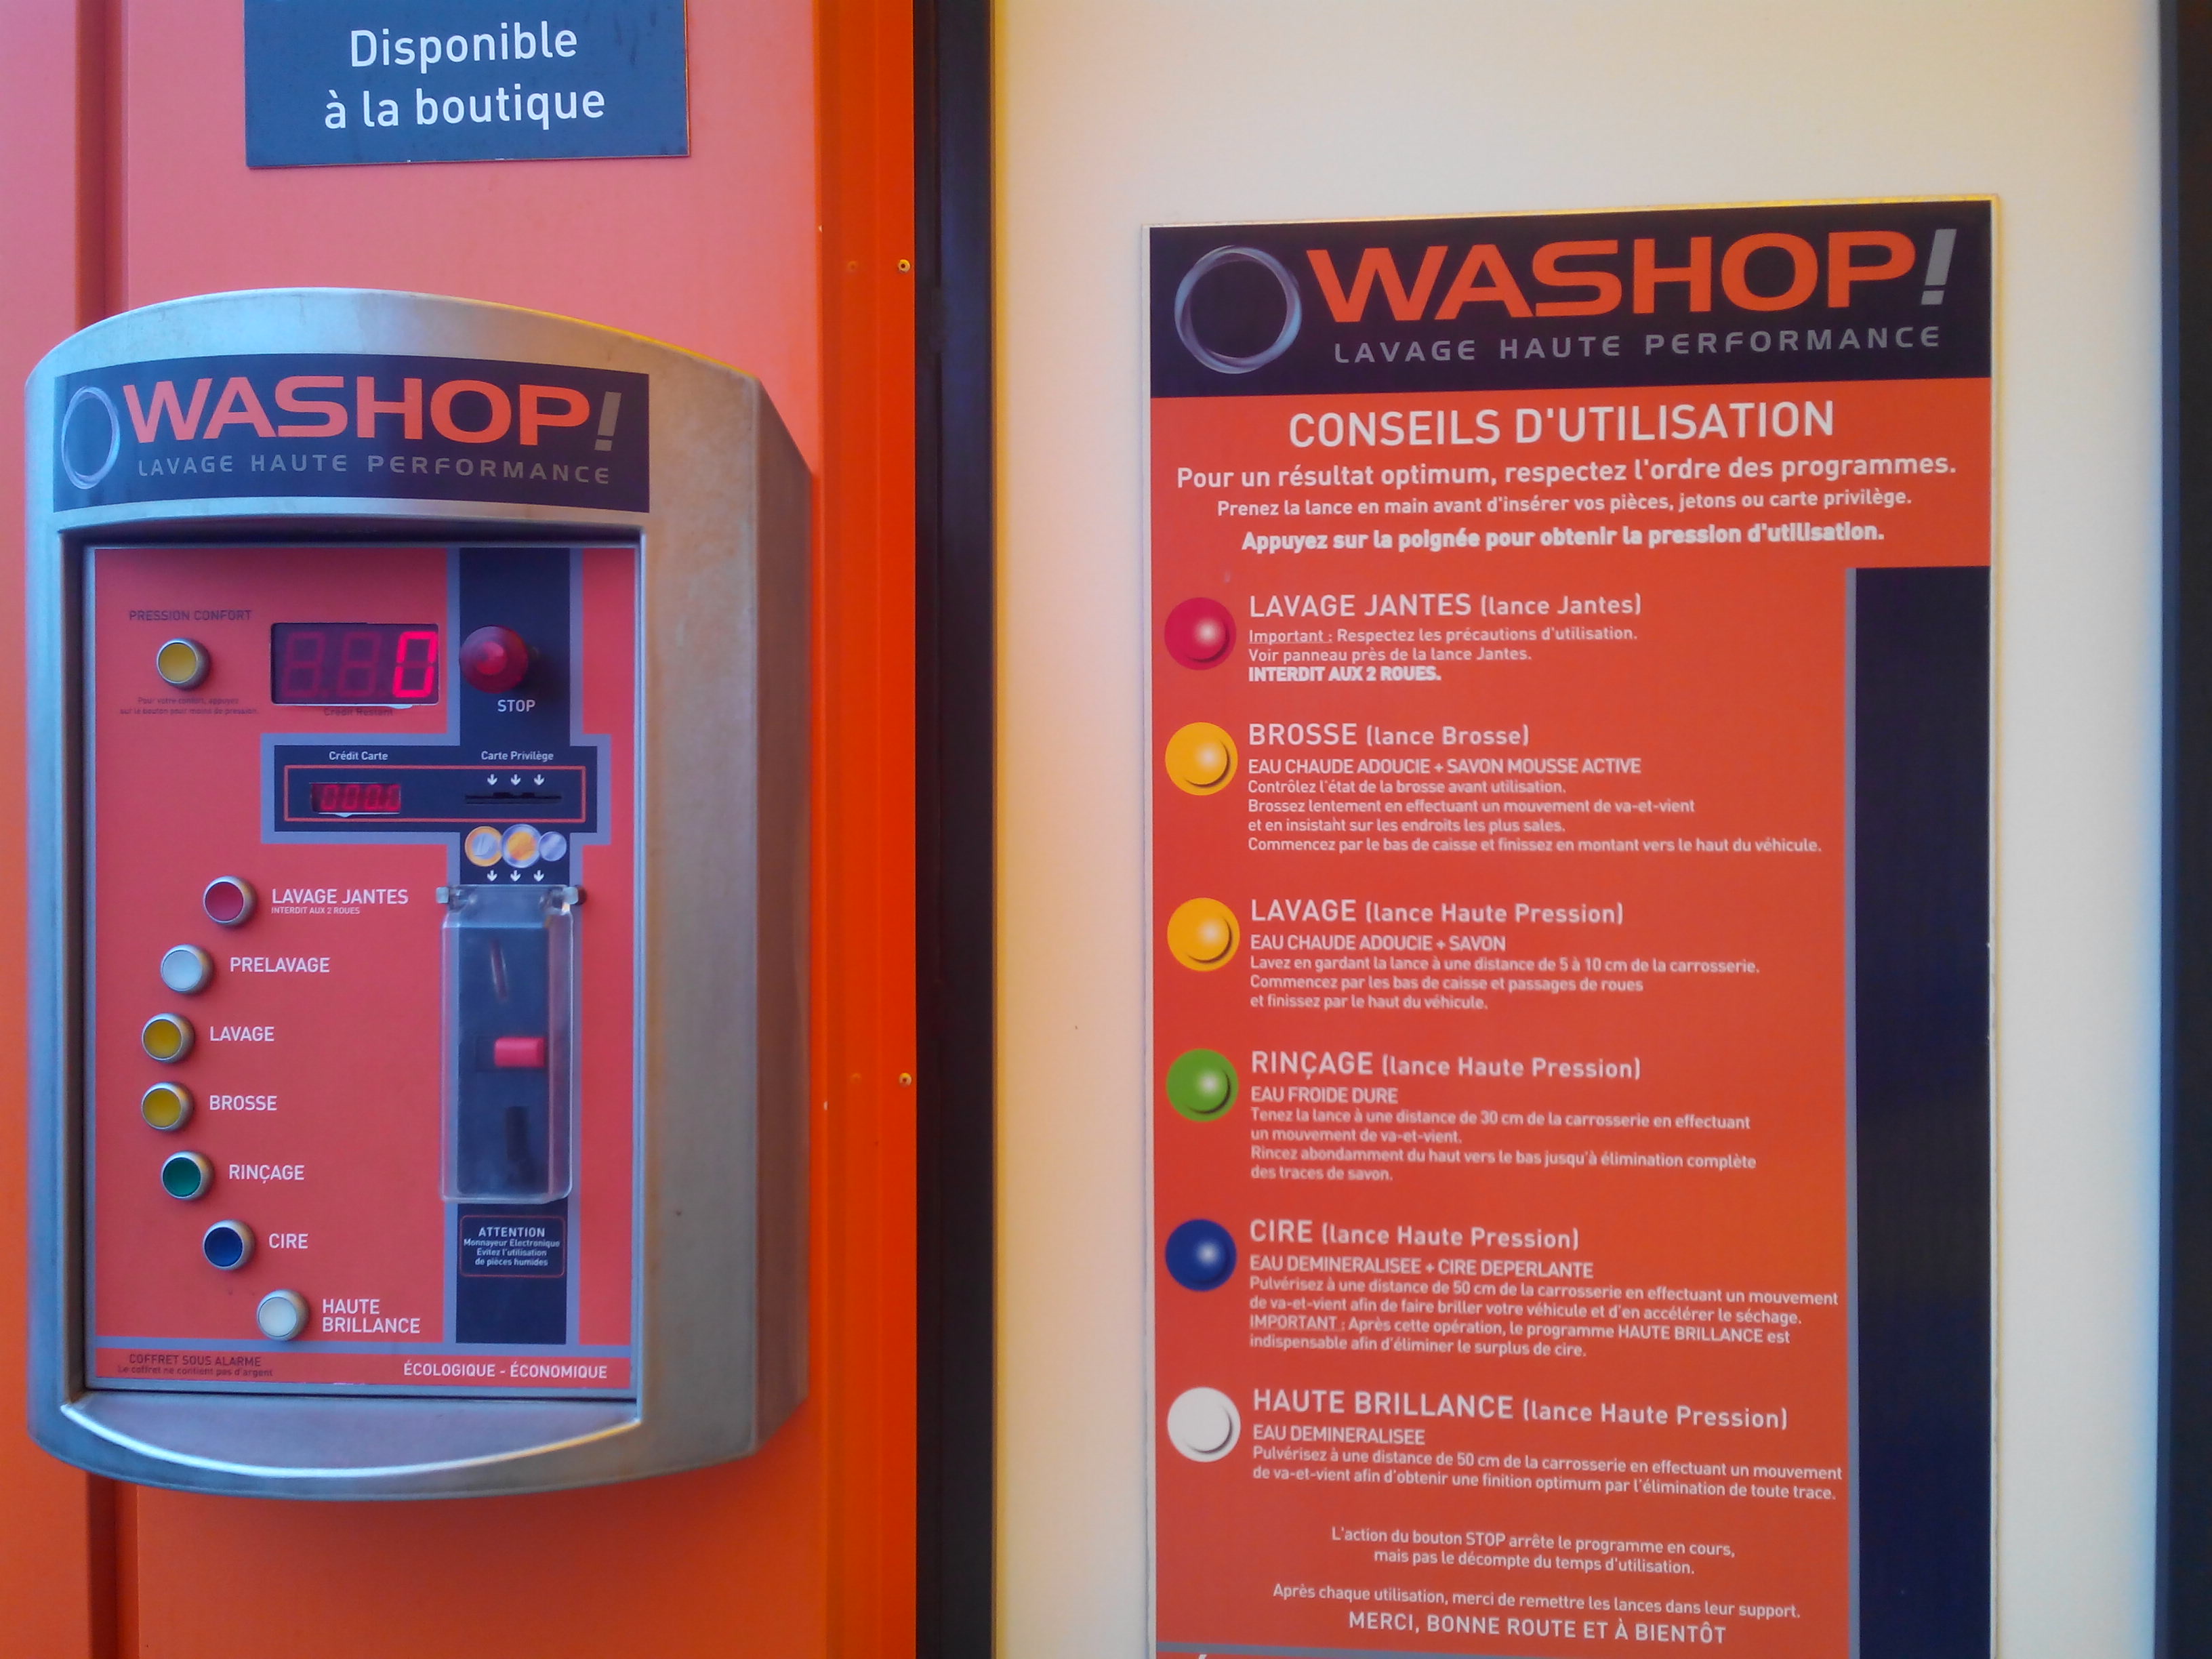 Disponible
à la boutique
WASHOP!
LAVAGE HAUTE PERFORMANCE
PRESSION CONFORT
Pour votre confort, appuyez
sur le bouton pour moins de pression.
0
Crédit Restant
STOP
Crédit Carte
Carte Privilège
LAVAGE JANTES
INTERDIT AUX 2 ROUES
PRELAVAGE
LAVAGE
BROSSE
RINÇAGE
CIRE
HAUTE
BRILLANCE
ATTENTION
Monnayeur Electronique
Evitez l'utilisation
de pièces humides
COFFRET SOUS ALARME
Le coffret ne contient pas d'argent
ÉCOLOGIQUE - ÉCONOMIQUE
WASHOP!
LAVAGE HAUTE PERFORMANCE
CONSEILS D'UTILISATION
Pour un résultat optimum, respectez l'ordre des programmes.
Prenez la lance en main avant d'insérer vos pièces, jetons ou carte privilège.
Appuyez sur la poignée pour obtenir la pression d'utilisation.
LAVAGE JANTES (lance Jantes)
Important : Respectez les précautions d'utilisation.
Voir panneau près de la lance Jantes.
INTERDIT AUX 2 ROUES.
BROSSE (lance Brosse)
EAU CHAUDE ADOUCIE + SAVON MOUSSE ACTIVE
Contrôlez l'état de la brosse avant utilisation.
Brossez lentement en effectuant un mouvement de va-et-vient
et en insistant sur les endroits les plus sales.
Commencez par le bas de caisse et finissez en montant vers le haut du véhicule.
LAVAGE (lance Haute Pression)
EAU CHAUDE ADOUCIE + SAVON
Lavez en gardant la lance à une distance de 5 à 10 cm de la carrosserie.
Commencez par les bas de caisse et passages de roues
et finissez par le haut du véhicule.
RINÇAGE (lance Haute Pression)
EAU FROIDE DURE
Tenez la lance à une distance de 30 cm de la carrosserie en effectuant
un mouvement de va-et-vient.
Rincez abondamment du haut vers le bas jusqu'à élimination complète
des traces de savon.
CIRE (lance Haute Pression)
EAU DEMINERALISEE + CIRE DEPERLANTE
Pulvérisez à une distance de 50 cm de la carrosserie en effectuant un mouvement
de va-et-vient afin de faire briller votre véhicule et d'en accélérer le séchage.
IMPORTANT : Après cette opération, le programme HAUTE BRILLANCE est
indispensable afin d'éliminer le surplus de cire.
HAUTE BRILLANCE (lance Haute Pression)
EAU DEMINERALISEE
Pulvérisez à une distance de 50 cm de la carrosserie en effectuant un mouvement
de va-et-vient afin d'obtenir une finition optimum par l'élimination de toute trace.
L'action du bouton STOP arrête le programme en cours,
mais pas le décompte du temps d'utilisation.
Après chaque utilisation, merci de remettre les lances dans leur support.
MERCI, BONNE ROUTE ET À BIENTÔT